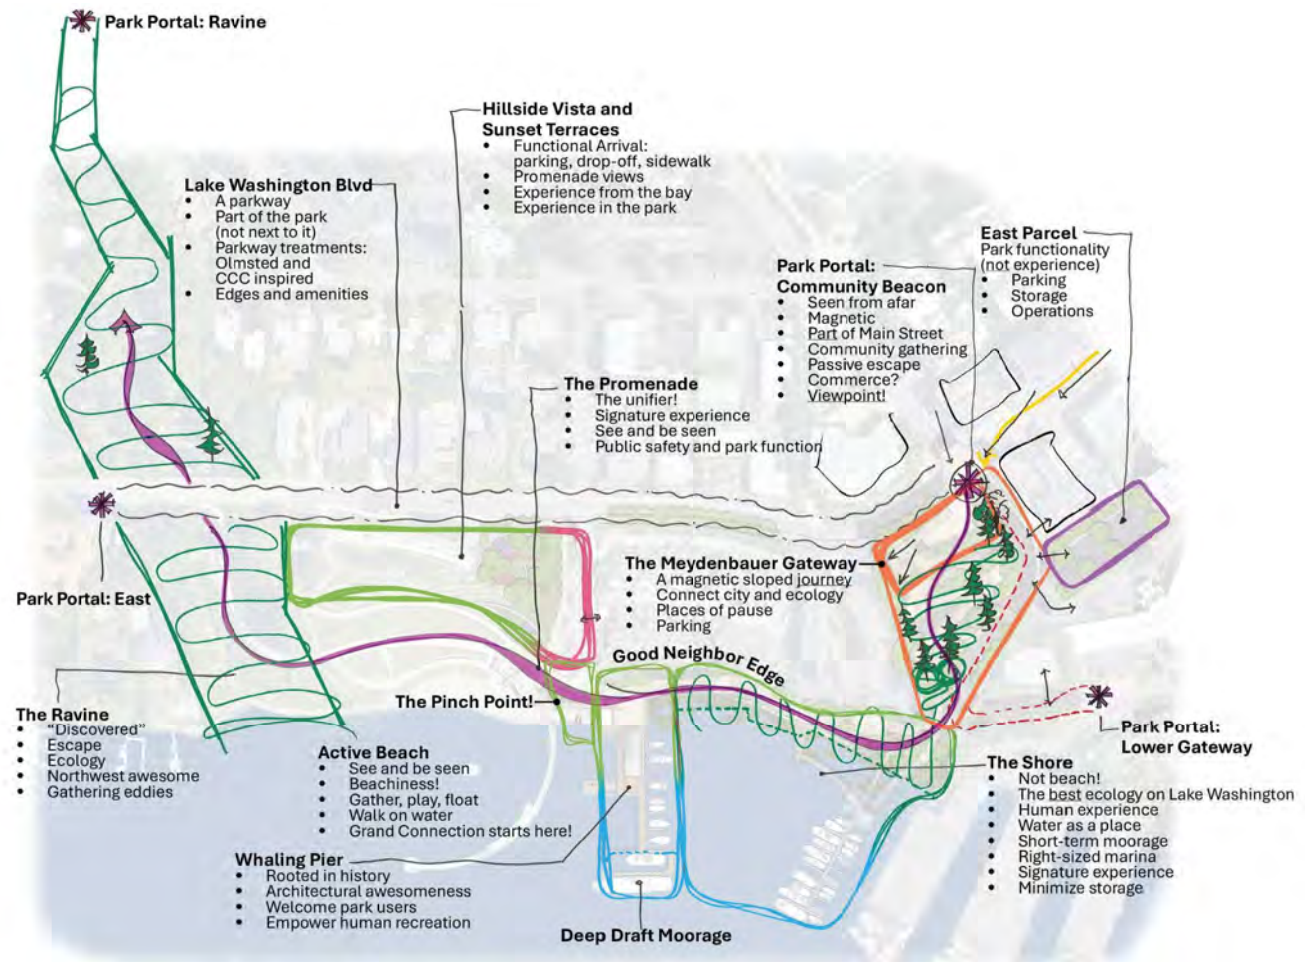 Park Portal: Ravine
Hillside Vista and
Sunset Terraces
• Functional Arrival:
parking, drop-off, sidewalk
• Promenade views
• Experience from the bay
• Experience in the park
Lake Washington Blvd
• A parkway
• Part of the park
(not next to it)
• Parkway treatments:
Olmsted and
CCC inspired
• Edges and amenities
East Parcel
Park functionality
(not experience)
• Parking
• Storage
• Operations
Park Portal:
Community Beacon
• Seen from afar
• Magnetic
• Part of Main Street
• Community gathering
• Passive escape
• Commerce?
• Viewpoint!
The Promenade
• The unifier!
• Signature experience
• See and be seen
• Public safety and park function
The Meydenbauer Gateway
• A magnetic sloped journey
• Connect city and ecology
• Places of pause
• Parking
Park Portal: East
Good Neighbor Edge
The Pinch Point!
The Ravine
• "Discovered"
• Escape
• Ecology
• Northwest awesome
• Gathering eddies
Active Beach
• See and be seen
• Beachiness!
• Gather, play, float
• Walk on water
• Grand Connection starts here!
Park Portal:
Lower Gateway
The Shore
• Not beach!
• The best ecology on Lake Washington
• Human experience
• Water as a place
• Short-term moorage
• Right-sized marina
• Signature experience
• Minimize storage
Whaling Pier
• Rooted in history
• Architectural awesomeness
• Welcome park users
• Empower human recreation
Deep Draft Moorage